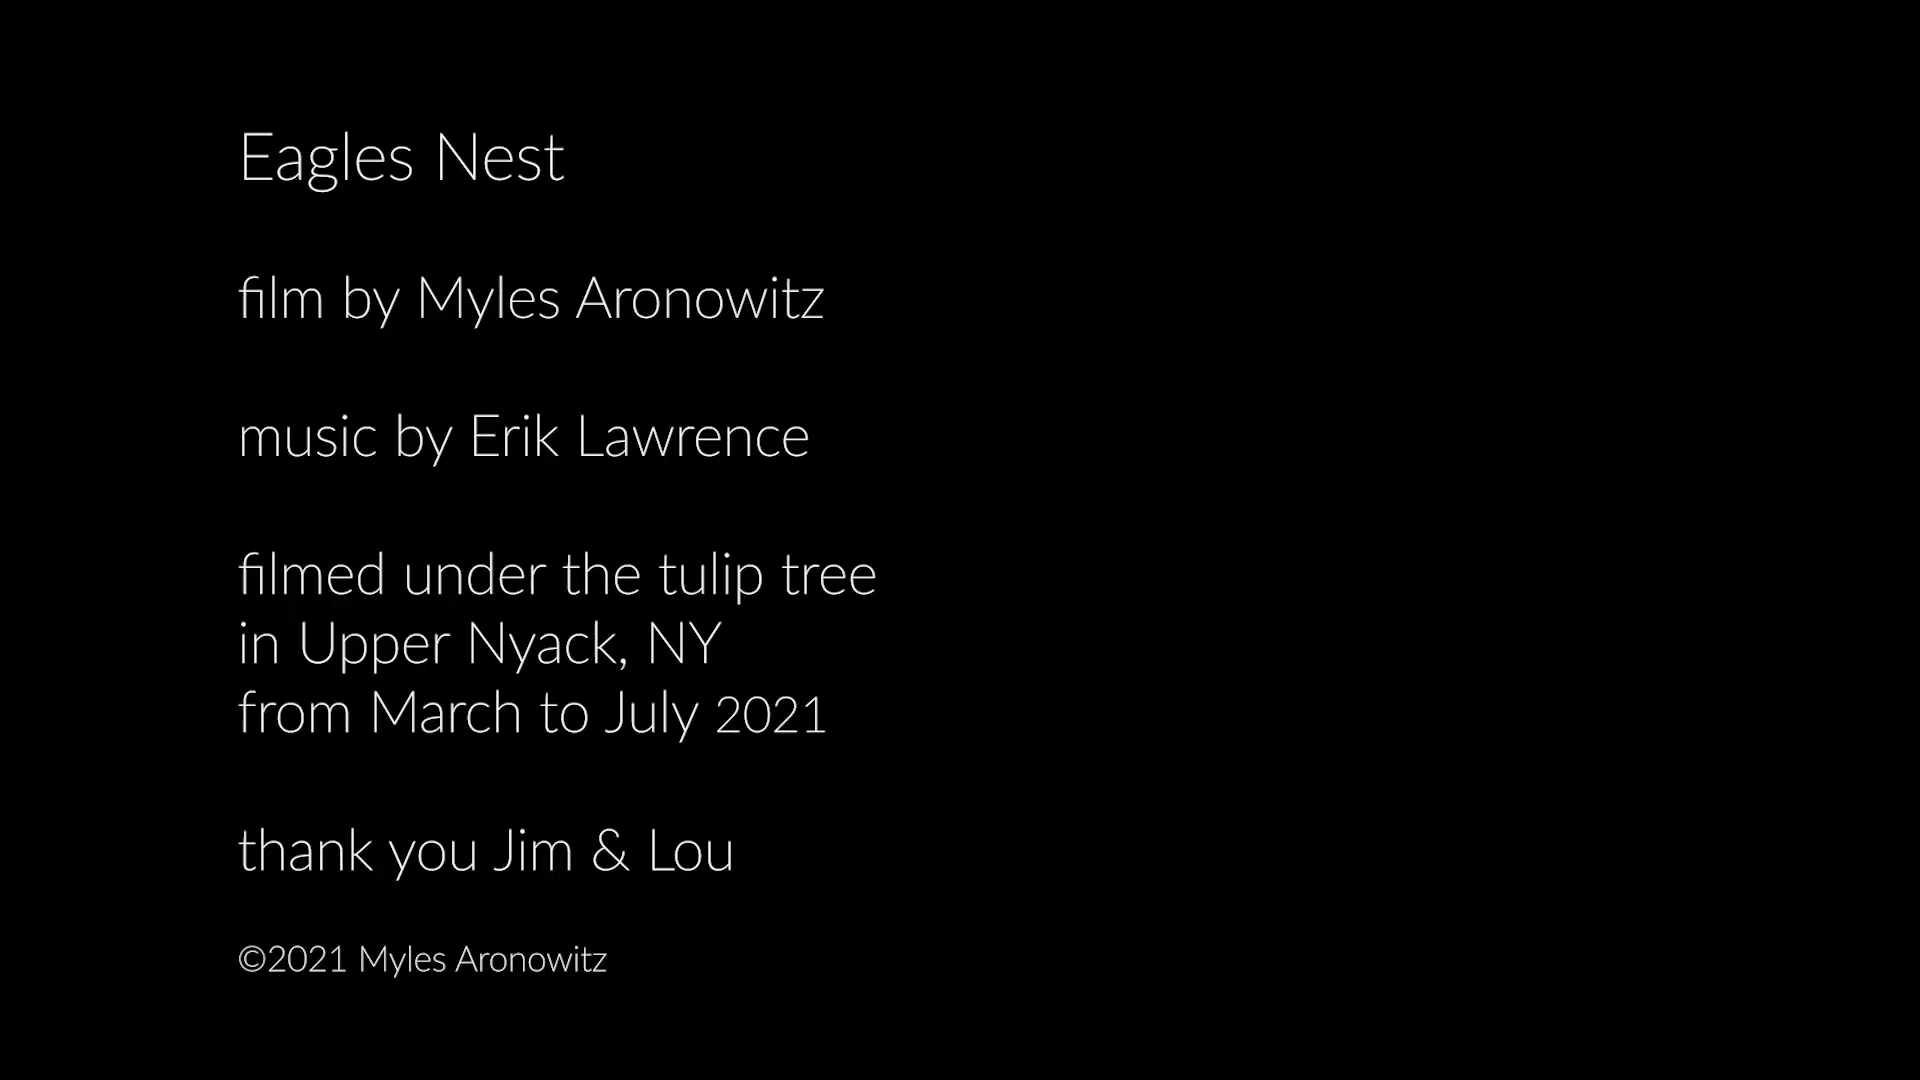 Eagles Nest
film by Myles Aronowitz
music by Erik Lawrence
filmed under the tulip tree
in Upper Nyack, NY
from March to July 2021
thank you Jim & Lou
©2021 Myles Aronowitz